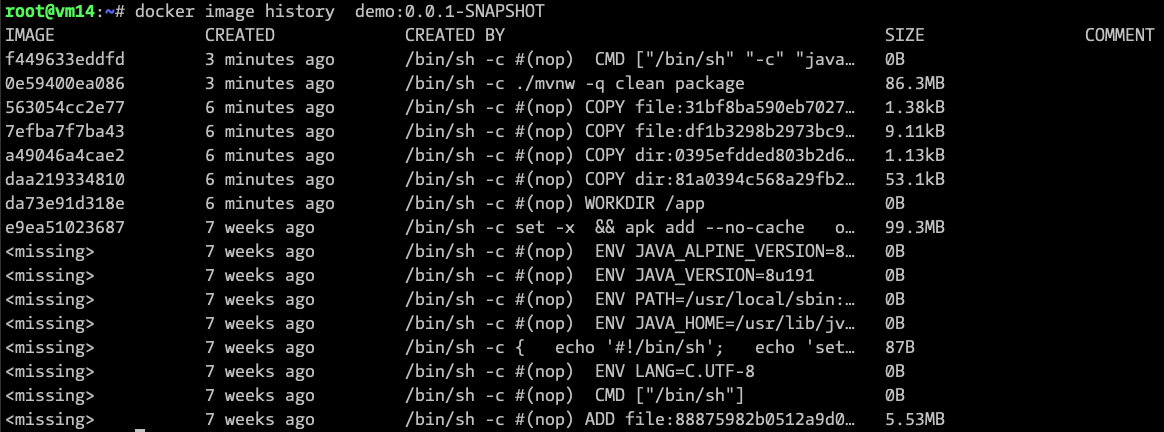 root@vm14:~# docker image history  demo:0.0.1-SNAPSHOT
IMAGE               CREATED             CREATED BY                                      SIZE                COMMENT
f449633eddfd        3 minutes ago       /bin/sh -c #(nop)  CMD ["/bin/sh" "-c" "java…   0B
0e59400ea086        3 minutes ago       /bin/sh -c ./mvnw -q clean package              86.3MB
563054cc2e77        6 minutes ago       /bin/sh -c #(nop) COPY file:31bf8ba590eb7027…   1.38kB
7efba7f7ba43        6 minutes ago       /bin/sh -c #(nop) COPY file:df1b3298b2973bc9…   9.11kB
a49046a4cae2        6 minutes ago       /bin/sh -c #(nop) COPY dir:0395efdded803b2d6…   1.13kB
daa219334810        6 minutes ago       /bin/sh -c #(nop) COPY dir:81a0394c568a29fb2…   53.1kB
da73e91d318e        6 minutes ago       /bin/sh -c #(nop) WORKDIR /app                  0B
e9ea51023687        7 weeks ago         /bin/sh -c set -x  && apk add --no-cache   o…   99.3MB
<missing>           7 weeks ago         /bin/sh -c #(nop)  ENV JAVA_ALPINE_VERSION=8…   0B
<missing>           7 weeks ago         /bin/sh -c #(nop)  ENV JAVA_VERSION=8u191       0B
<missing>           7 weeks ago         /bin/sh -c #(nop)  ENV PATH=/usr/local/sbin:…   0B
<missing>           7 weeks ago         /bin/sh -c #(nop)  ENV JAVA_HOME=/usr/lib/jv…   0B
<missing>           7 weeks ago         /bin/sh -c {   echo '#!/bin/sh';   echo 'set…   87B
<missing>           7 weeks ago         /bin/sh -c #(nop)  ENV LANG=C.UTF-8             0B
<missing>           7 weeks ago         /bin/sh -c #(nop)  CMD ["/bin/sh"]              0B
<missing>           7 weeks ago         /bin/sh -c #(nop) ADD file:88875982b0512a9d0…   5.53MB